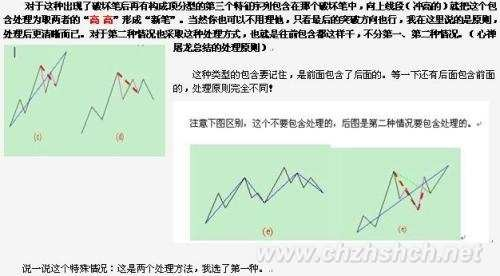 对于这种出现了破坏笔后再有构成顶分型的第三个特征序列包含在那个破坏笔中，向上线段（冲高的）就把这个包
含处理为取两者的“高 高”形成“新笔”。当然你也可以不用理他，只看最后的突破方向也行，我在这里说的是原则，
处理后更清晰而已。对于第二种情况也采取这种处理方式，也就是往前包含都这样干，不分第一、第二种情况。（心禅
屠龙总结的处理原则）
(c)
(d)
这种类型的包含要记住，是前面包含了后面的。等一下还有后面包含前面
的，处理原则完全不同！
注意下图区别，这个不要包含处理的，后图是第二种情况要包含处理的。
(e)
(e)
www.chzhshch.net
说一说这个特殊情况：这是两个处理方法，我选了第一种。